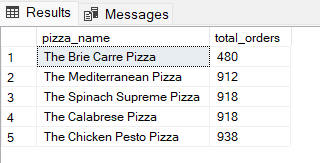 Results Messages
pizza_name total_orders
1 The Brie Carre Pizza 480
2 The Mediterranean Pizza 912
3 The Spinach Supreme Pizza 918
4 The Calabrese Pizza 918
5 The Chicken Pesto Pizza 938